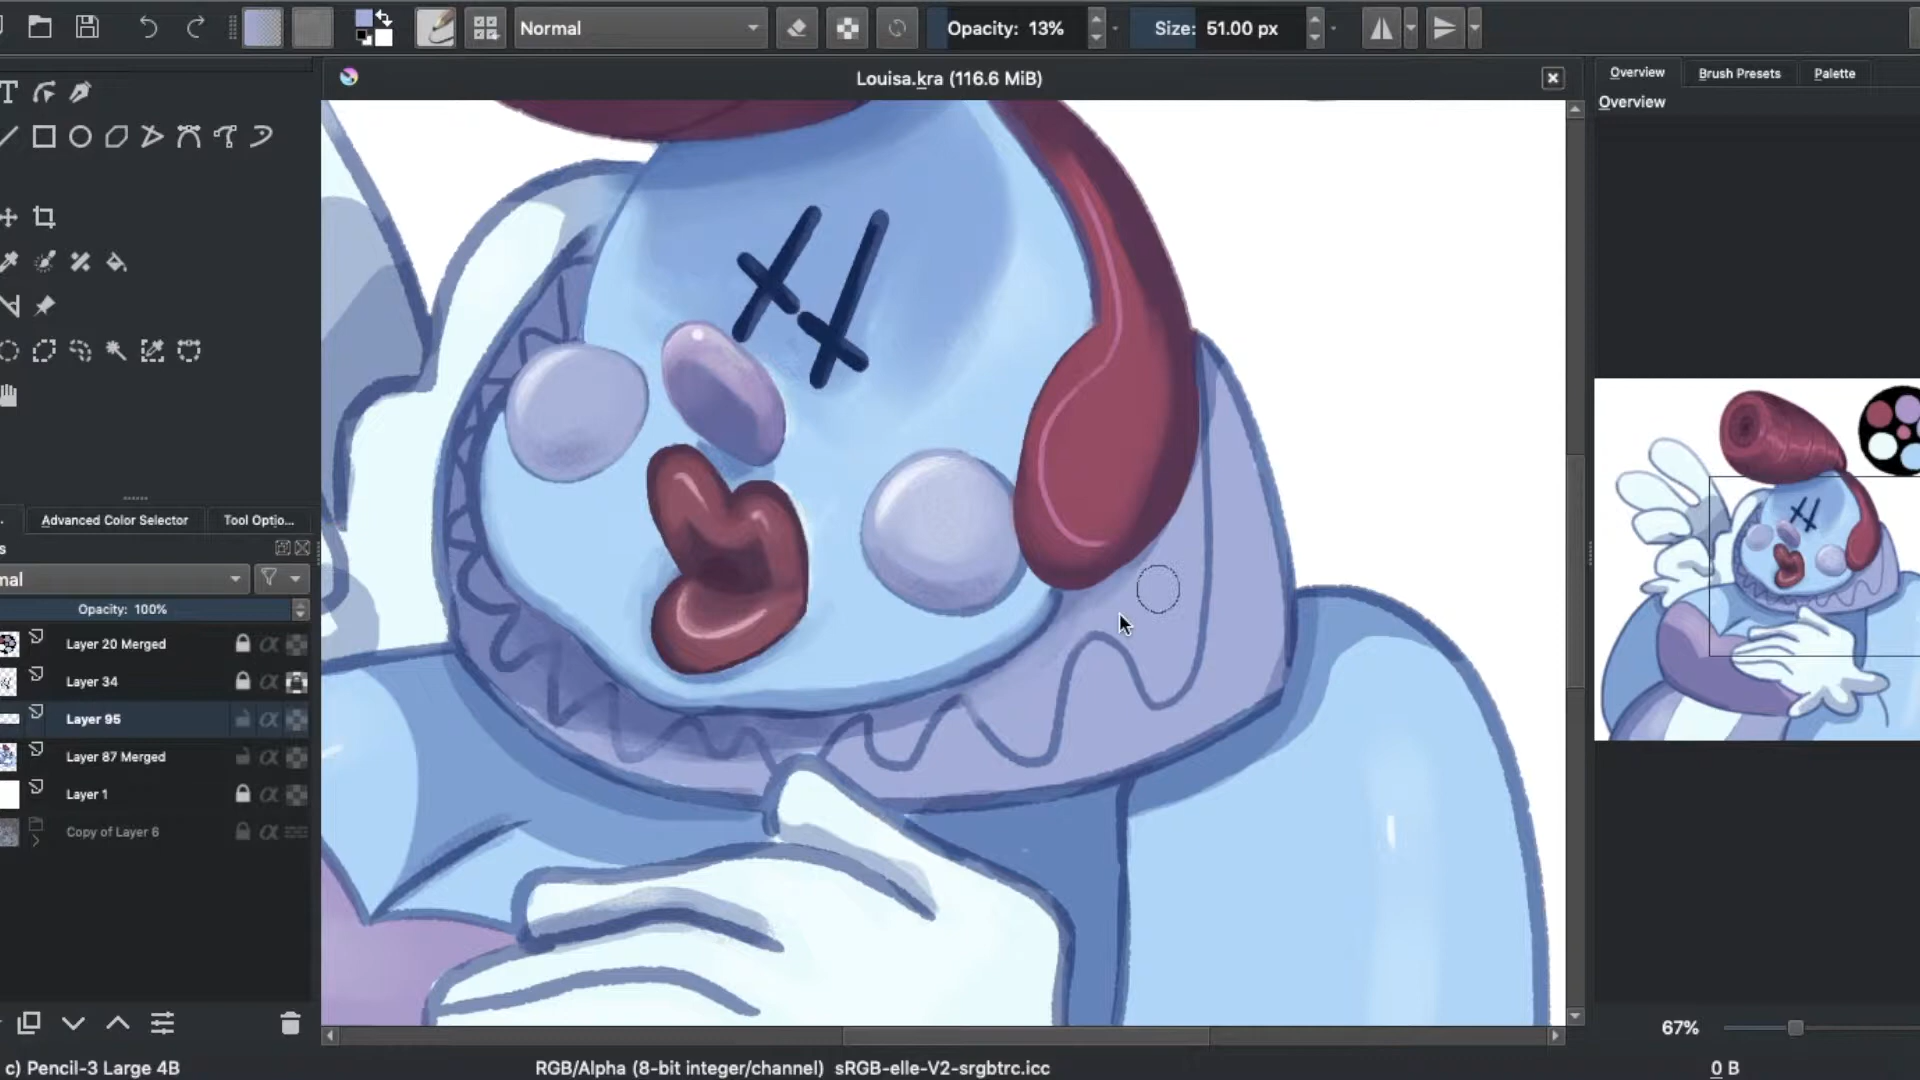 Normal
Opacity: 13%
Size: 51.00 px
Louisa.kra (116.6 MiB)
Overview
Brush Presets
Palette
Overview
Advanced Color Selector
Tool Optio...
s
mal
Opacity: 100%
Layer 20 Merged
Layer 34
Layer 95
Layer 87 Merged
Layer 1
Copy of Layer 6
67%
c) Pencil-3 Large 4B
RGB/Alpha (8-bit integer/channel) sRGB-elle-V2-srgbtrc.icc
0 B